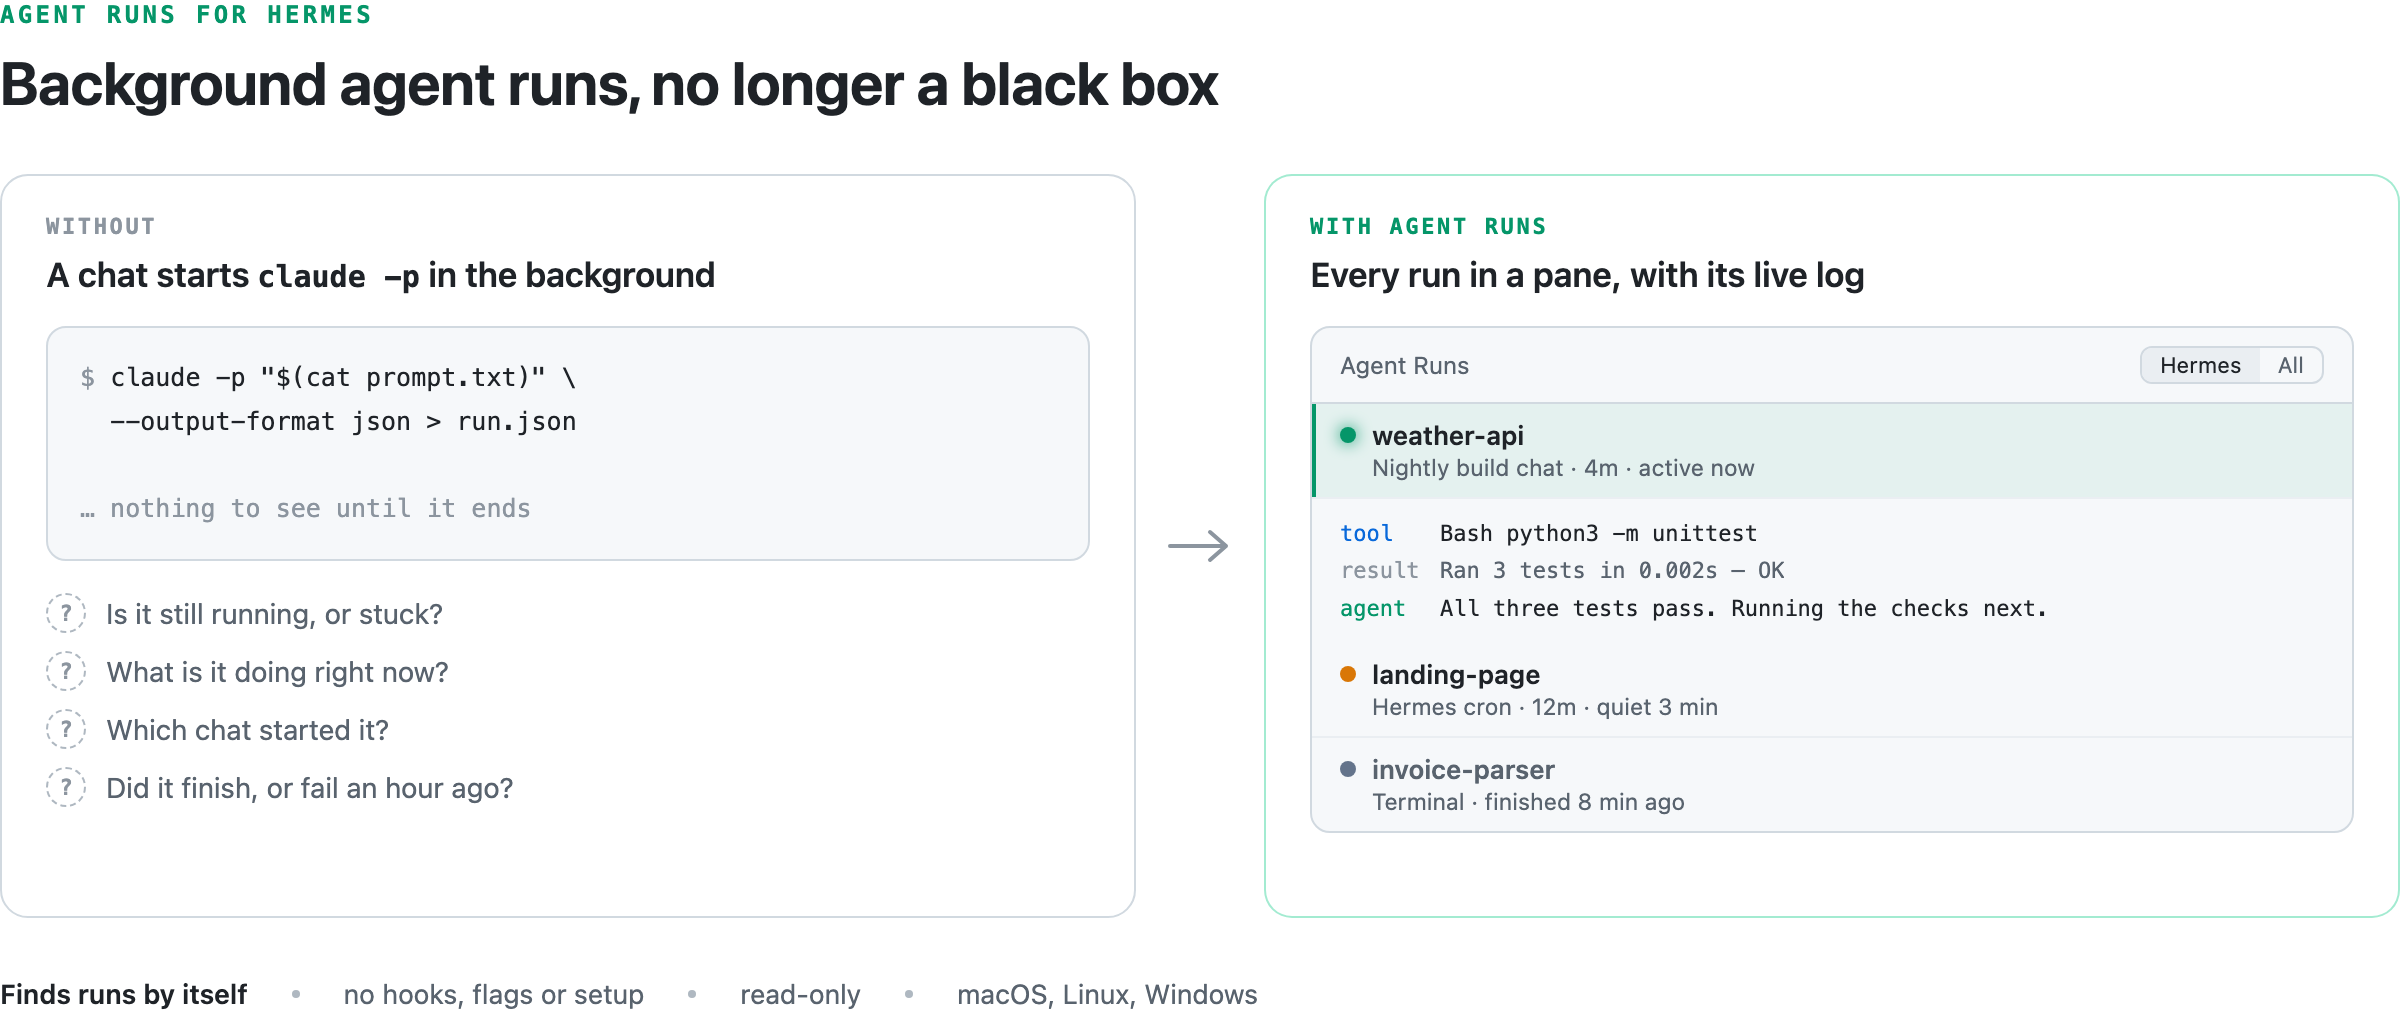 AGENT RUNS FOR HERMES
Background agent runs, no longer a black box
WITHOUT
A chat starts claude -p in the background
$ claude -p "$(cat prompt.txt)" \
--output-format json > run.json
… nothing to see until it ends
? Is it still running, or stuck?
? What is it doing right now?
? Which chat started it?
? Did it finish, or fail an hour ago?
WITH AGENT RUNS
Every run in a pane, with its live log
Agent Runs Hermes All
weather-api
Nightly build chat · 4m · active now
tool Bash python3 -m unittest
result Ran 3 tests in 0.002s — OK
agent All three tests pass. Running the checks next.
landing-page
Hermes cron · 12m · quiet 3 min
invoice-parser
Terminal · finished 8 min ago
Finds runs by itself • no hooks, flags or setup • read-only • macOS, Linux, Windows